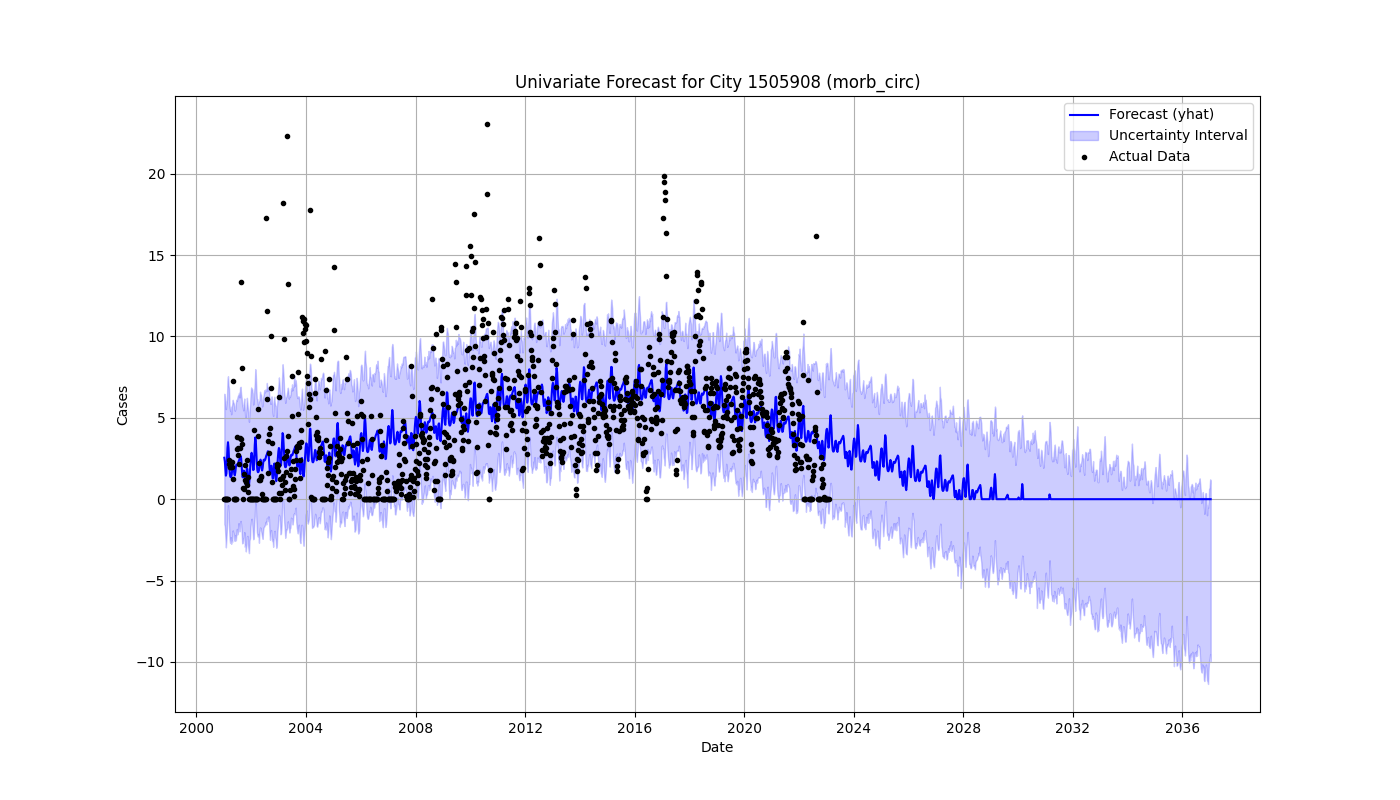 Univariate Forecast for City 1505908 (morb_circ)
Forecast (yhat)
Uncertainty Interval
Actual Data
Cases
20
15
10
5
0
−5
−10
2000 2004 2008 2012 2016 2020 2024 2028 2032 2036
Date